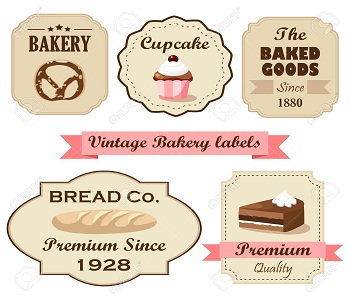 BAKERY
Cupcake
The
BAKED
GOODS
Since
1880
Vintage Bakery labels
BREAD Co.
Premium Since
1928
Premium
Quality